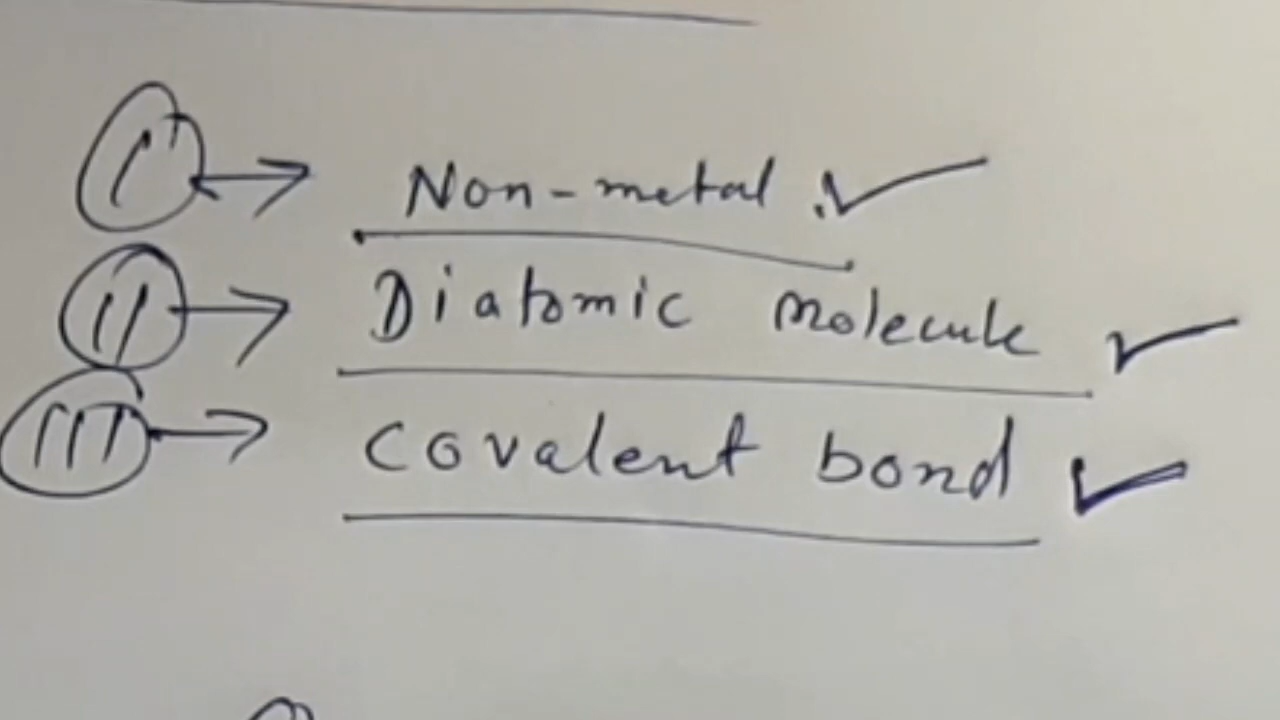 I → Non-metal ✓
II → Diatomic molecule ✓
III → Covalent bond ✓